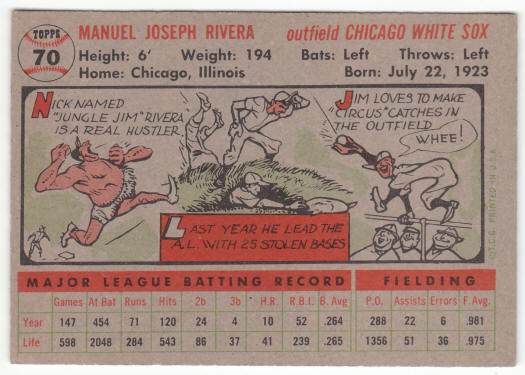 TOPPS
70
MANUEL JOSEPH RIVERA
outfield CHICAGO WHITE SOX
Height: 6' Weight: 194 Bats: Left Throws: Left
Home: Chicago, Illinois Born: July 22, 1923
NICK NAMED
"JUNGLE JIM" RIVERA
IS A REAL HUSTLER.
LAST YEAR HE LEAD THE
A.L. WITH 25 STOLEN BASES
JIM LOVES TO MAKE
"CIRCUS" CATCHES IN
THE OUTFIELD
WHEE!
© T.C.G. PRINTED IN U.S.A.
MAJOR LEAGUE BATTING RECORD FIELDING
Games At Bat Runs Hits 2b 3b H.R. R.B.I. B. Avg P.O. Assists Errors F. Avg.
Year 147 454 71 120 24 4 10 52 .264 288 22 6 .981
Life 598 2048 284 543 86 37 41 239 .265 1356 51 36 .975